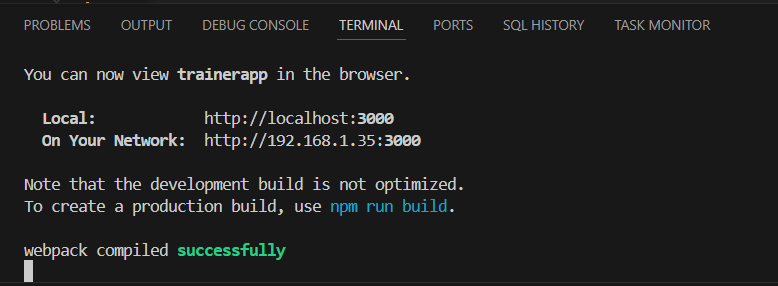 PROBLEMS OUTPUT DEBUG CONSOLE TERMINAL PORTS SQL HISTORY TASK MONITOR
You can now view trainerapp in the browser.
Local: http://localhost:3000
On Your Network: http://192.168.1.35:3000
Note that the development build is not optimized.
To create a production build, use npm run build.
webpack compiled successfully